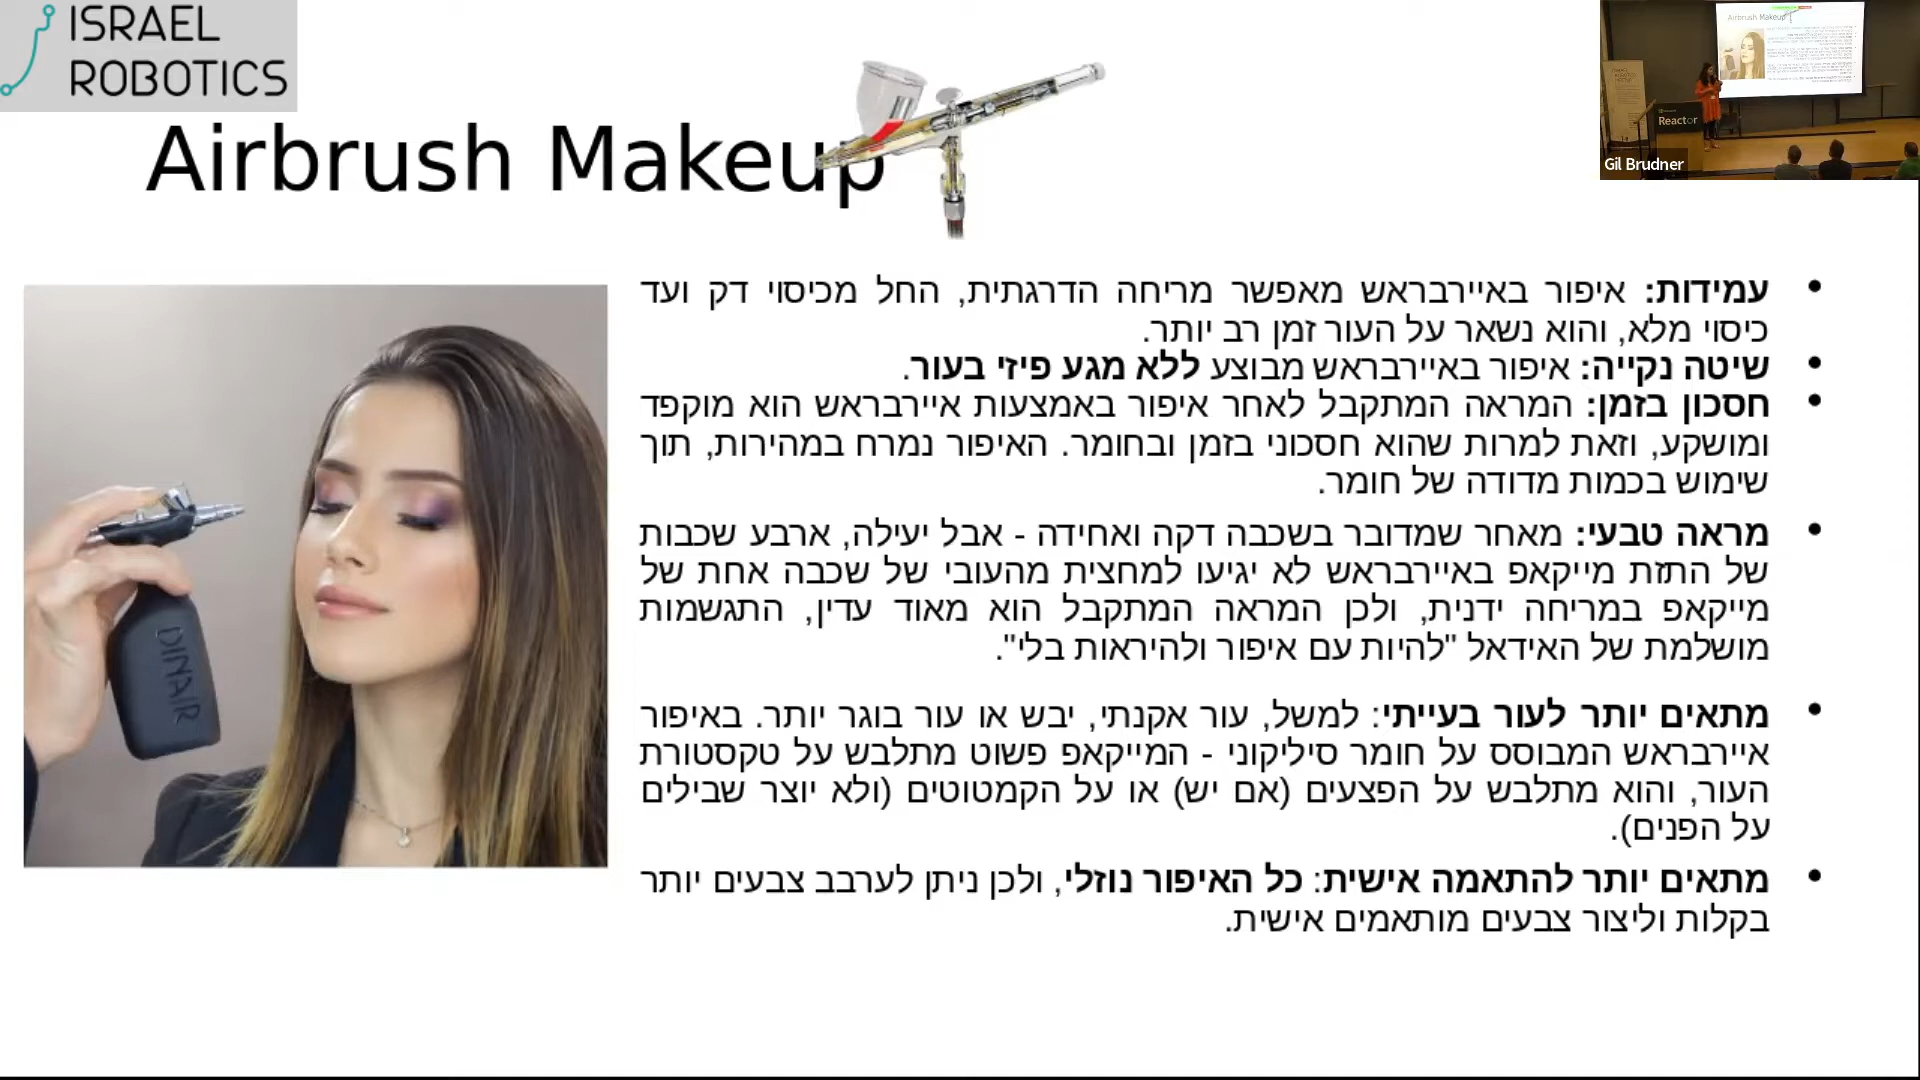 ISRAEL
ROBOTICS
Airbrush Makeup
עמידות: איפור באיירבראש מאפשר מריחה הדרגתית, החל מכיסוי דק ועד
כיסוי מלא, והוא נשאר על העור זמן רב יותר.
שיטה נקייה: איפור באיירבראש מבוצע ללא מגע פיזי בעור.
חסכון בזמן: המראה המתקבל לאחר איפור באמצעות איירבראש הוא מוקפד
ומושקע, וזאת למרות שהוא חסכוני בזמן ובחומר. האיפור נמרח במהירות, תוך
שימוש בכמות מדודה של חומר.
מראה טבעי: מאחר שמדובר בשכבה דקה ואחידה - אבל יעילה, ארבע שכבות
של התזת מייקאפ באיירבראש לא יגיעו למחצית מהעובי של שכבה אחת של
מייקאפ במריחה ידנית, ולכן המראה המתקבל הוא מאוד עדין, התגשמות
מושלמת של האידאל "להיות עם איפור ולהיראות בלי".
מתאים יותר לעור בעייתי: למשל, עור אקנתי, יבש או עור בוגר יותר. באיפור
איירבראש המבוסס על חומר סיליקוני - המייקאפ פשוט מתלבש על טקסטורת
העור, והוא מתלבש על הפצעים (אם יש) או על הקמטוטים (ולא יוצר שבילים
על הפנים).
מתאים יותר להתאמה אישית: כל האיפור נוזלי, ולכן ניתן לערבב צבעים יותר
בקלות וליצור צבעים מותאמים אישית.
DINAIR
Airbrush Makeup
Reactor
Gil Brudner